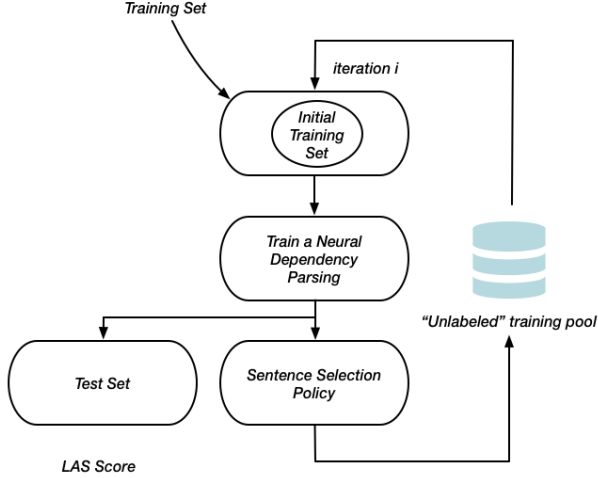 Training Set
iteration i
Initial
Training
Set
Train a Neural
Dependency
Parsing
“Unlabeled” training pool
Test Set
Sentence Selection
Policy
LAS Score